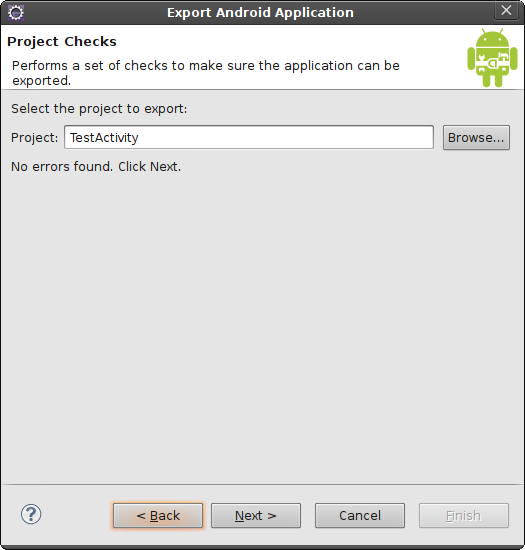 Export Android Application
Project Checks
Performs a set of checks to make sure the application can be
exported.
Select the project to export:
Project: TestActivity Browse...
No errors found. Click Next.
< Back Next > Cancel Finish